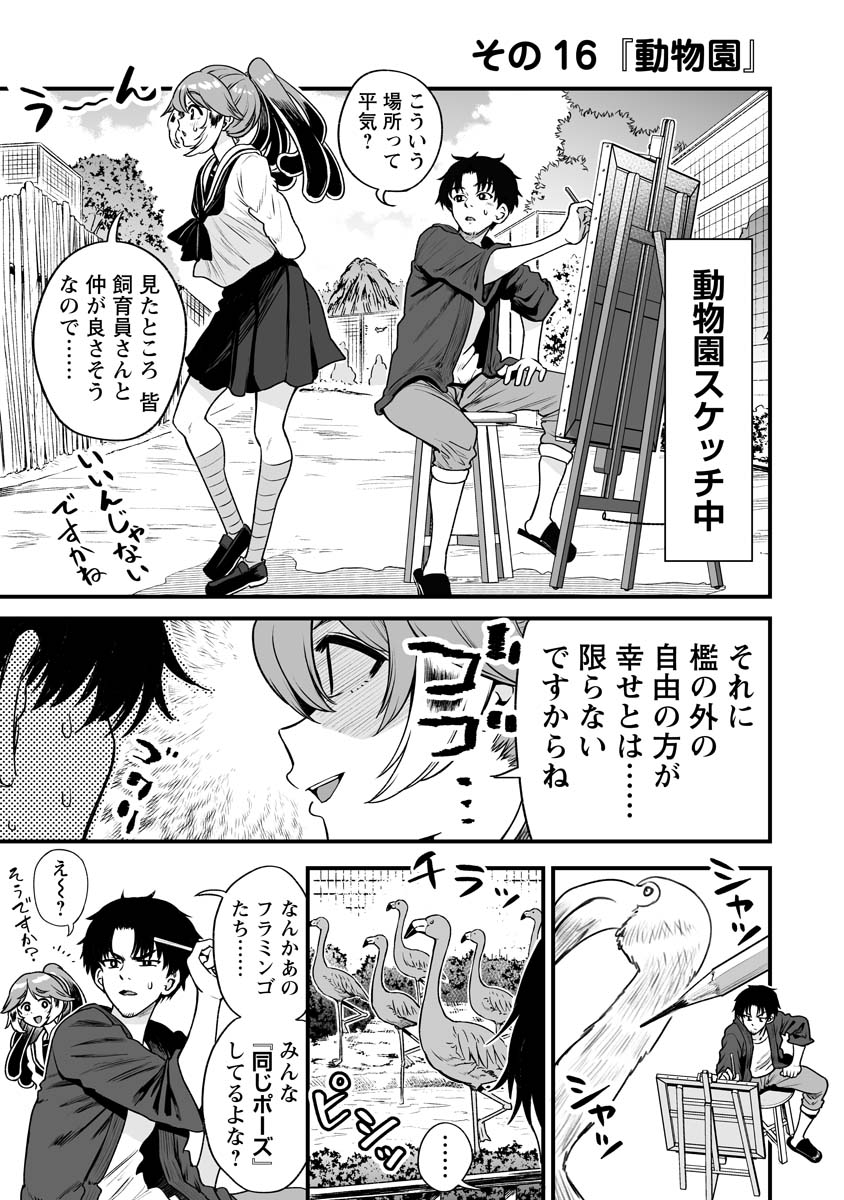 その16『動物園』
動物園スケッチ中
こういう
場所って
平気？
う〜〜ん
見たところ 皆
飼育員さんと
仲が良さそう
なので……
いいんじゃない
ですかね
それに
檻の外の
自由の方が
幸せとは……
限らない
ですからね
ゴゴゴ
ゴクリ…
シャッ
シャッ
チラッ
ピシッ
……
なんかあの
フラミンゴ
たち……
みんな
『同じポーズ』
してるよな？
え〜？
そうですか？